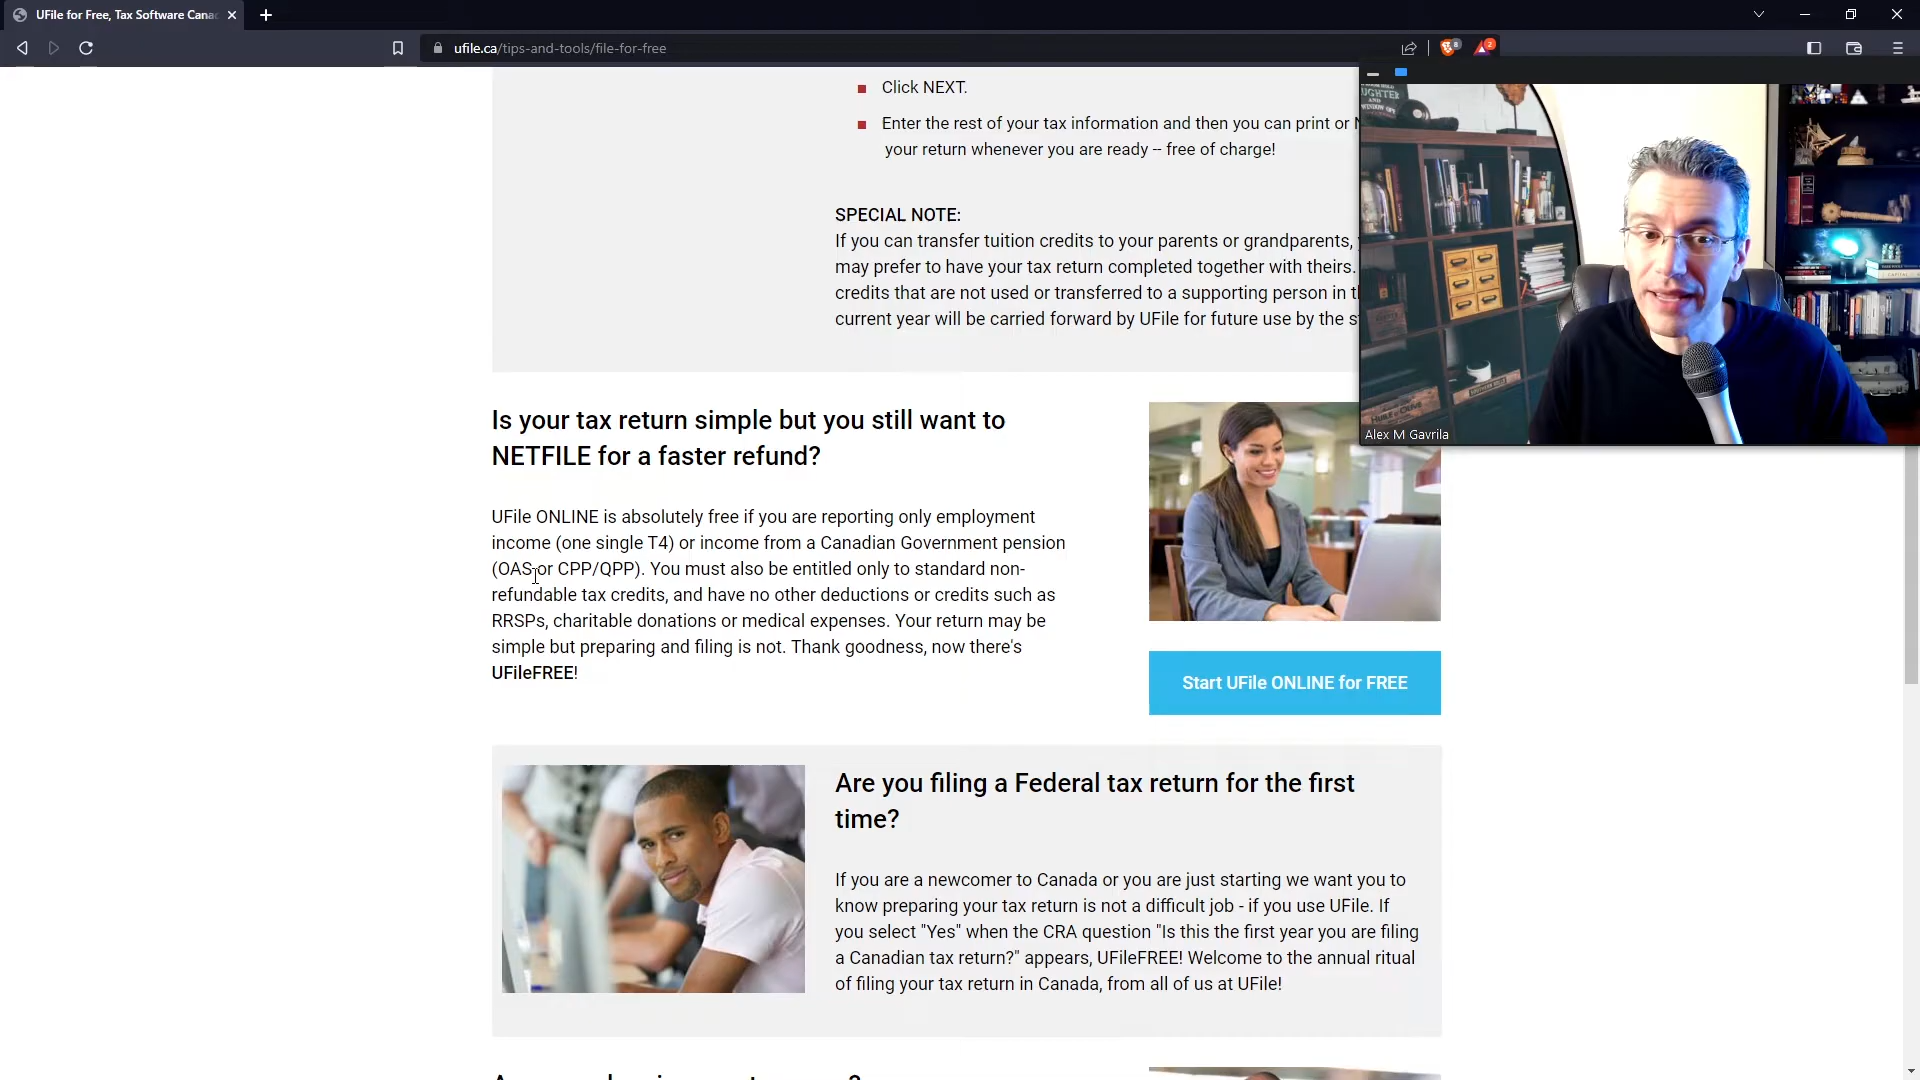 UFile for Free, Tax Software Cana
ufile.ca/tips-and-tools/file-for-free
8
2
Click NEXT.
Enter the rest of your tax information and then you can print or N
your return whenever you are ready -- free of charge!
SPECIAL NOTE:
If you can transfer tuition credits to your parents or grandparents,
may prefer to have your tax return completed together with theirs.
credits that are not used or transferred to a supporting person in t
current year will be carried forward by UFile for future use by the s
Alex M Gavrila
Is your tax return simple but you still want to
NETFILE for a faster refund?
UFile ONLINE is absolutely free if you are reporting only employment
income (one single T4) or income from a Canadian Government pension
(OAS or CPP/QPP). You must also be entitled only to standard non-
refundable tax credits, and have no other deductions or credits such as
RRSPs, charitable donations or medical expenses. Your return may be
simple but preparing and filing is not. Thank goodness, now there's
UFileFREE!
Start UFile ONLINE for FREE
Are you filing a Federal tax return for the first
time?
If you are a newcomer to Canada or you are just starting we want you to
know preparing your tax return is not a difficult job - if you use UFile. If
you select "Yes" when the CRA question "Is this the first year you are filing
a Canadian tax return?" appears, UFileFREE! Welcome to the annual ritual
of filing your tax return in Canada, from all of us at UFile!